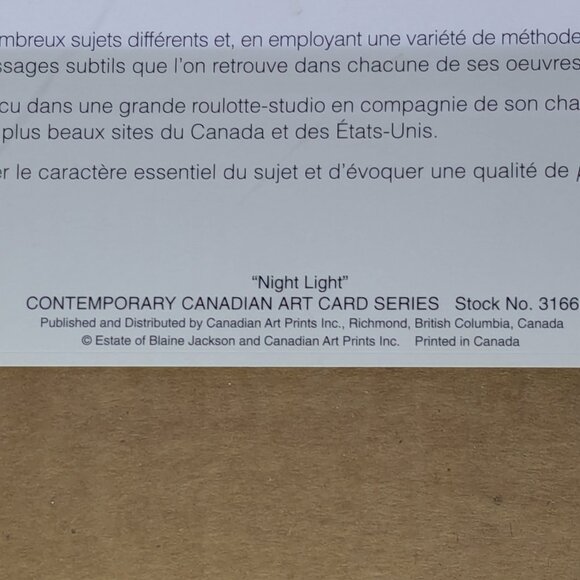 mbreux sujets différents et, en employant une variété de méthode
ssages subtils que l'on retrouve dans chacune de ses oeuvres
cu dans une grande roulotte-studio en compagnie de son cha
plus beaux sites du Canada et des États-Unis.
er le caractère essentiel du sujet et d'évoquer une qualité de
“Night Light”
CONTEMPORARY CANADIAN ART CARD SERIES Stock No. 3166
Published and Distributed by Canadian Art Prints Inc., Richmond, British Columbia, Canada
© Estate of Blaine Jackson and Canadian Art Prints Inc. Printed in Canada